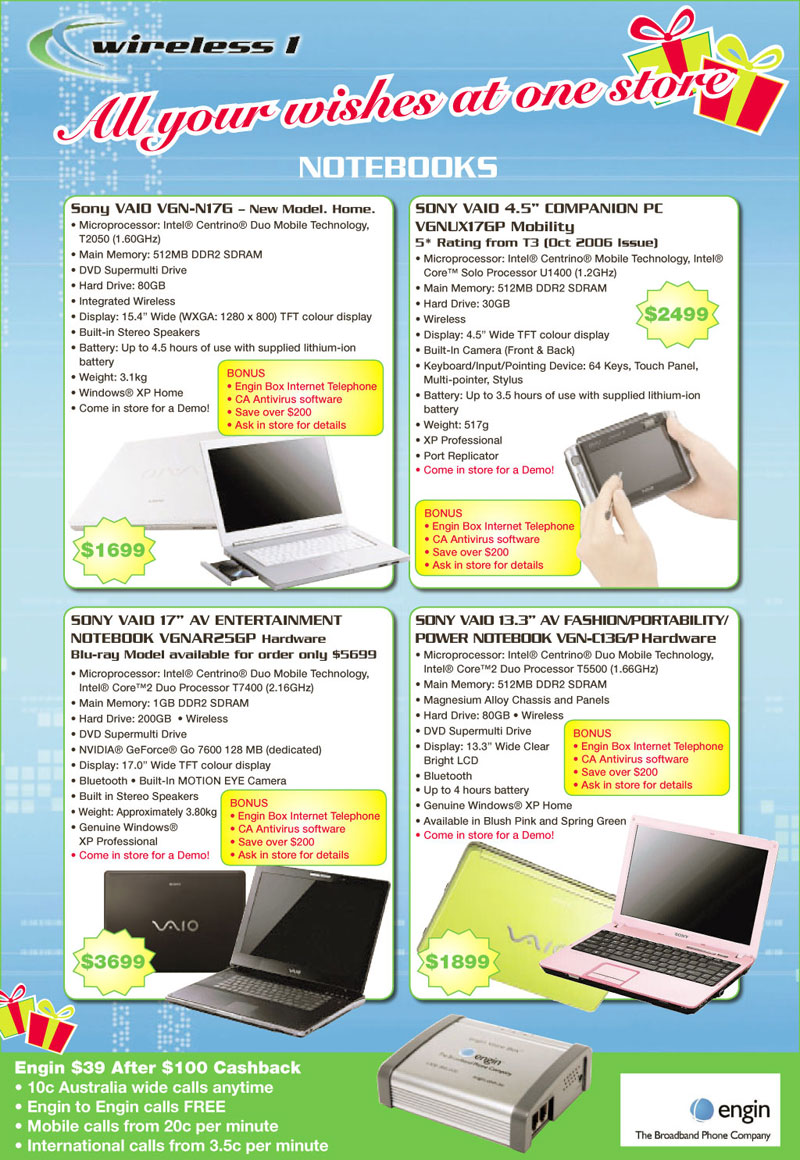 wireless 1
All your wishes at one store
NOTEBOOKS
Sony VAIO VGN-N17G – New Model. Home.
• Microprocessor: Intel® Centrino® Duo Mobile Technology,
T2050 (1.60GHz)
• Main Memory: 512MB DDR2 SDRAM
• DVD Supermulti Drive
• Hard Drive: 80GB
• Integrated Wireless
• Display: 15.4" Wide (WXGA: 1280 x 800) TFT colour display
• Built-in Stereo Speakers
• Battery: Up to 4.5 hours of use with supplied lithium-ion
battery
• Weight: 3.1kg
• Windows® XP Home
• Come in store for a Demo!
BONUS
• Engin Box Internet Telephone
• CA Antivirus software
• Save over $200
• Ask in store for details
VAIO
$1699
SONY VAIO 4.5" COMPANION PC
VGNUX17GP Mobility
5* Rating from T3 (Oct 2006 Issue)
• Microprocessor: Intel® Centrino® Mobile Technology, Intel®
Core™ Solo Processor U1400 (1.2GHz)
• Main Memory: 512MB DDR2 SDRAM
• Hard Drive: 30GB
• Wireless
• Display: 4.5" Wide TFT colour display
• Built-In Camera (Front & Back)
• Keyboard/Input/Pointing Device: 64 Keys, Touch Panel,
Multi-pointer, Stylus
• Battery: Up to 3.5 hours of use with supplied lithium-ion
battery
• Weight: 517g
• XP Professional
• Port Replicator
• Come in store for a Demo!
$2499
BONUS
• Engin Box Internet Telephone
• CA Antivirus software
• Save over $200
• Ask in store for details
SONY VAIO 17" AV ENTERTAINMENT
NOTEBOOK VGNAR25GP Hardware
Blu-ray Model available for order only $5699
• Microprocessor: Intel® Centrino® Duo Mobile Technology,
Intel® Core™2 Duo Processor T7400 (2.16GHz)
• Main Memory: 1GB DDR2 SDRAM
• Hard Drive: 200GB • Wireless
• DVD Supermulti Drive
• NVIDIA® GeForce® Go 7600 128 MB (dedicated)
• Display: 17.0" Wide TFT colour display
• Bluetooth • Built-In MOTION EYE Camera
• Built in Stereo Speakers
• Weight: Approximately 3.80kg
• Genuine Windows®
XP Professional
• Come in store for a Demo!
BONUS
• Engin Box Internet Telephone
• CA Antivirus software
• Save over $200
• Ask in store for details
VAIO
$3699
SONY VAIO 13.3" AV FASHION/PORTABILITY/
POWER NOTEBOOK VGN-C13G/P Hardware
• Microprocessor: Intel® Centrino® Duo Mobile Technology,
Intel® Core™2 Duo Processor T5500 (1.66GHz)
• Main Memory: 512MB DDR2 SDRAM
• Magnesium Alloy Chassis and Panels
• Hard Drive: 80GB • Wireless
• DVD Supermulti Drive
• Display: 13.3" Wide Clear
Bright LCD
• Bluetooth
• Up to 4 hours battery
• Genuine Windows® XP Home
• Available in Blush Pink and Spring Green
• Come in store for a Demo!
BONUS
• Engin Box Internet Telephone
• CA Antivirus software
• Save over $200
• Ask in store for details
VAIO
SONY
$1899
Engin $39 After $100 Cashback
• 10c Australia wide calls anytime
• Engin to Engin calls FREE
• Mobile calls from 20c per minute
• International calls from 3.5c per minute
engin Voice Box
engin
The Broadband Phone Company
engin.com.au
engin
The Broadband Phone Company